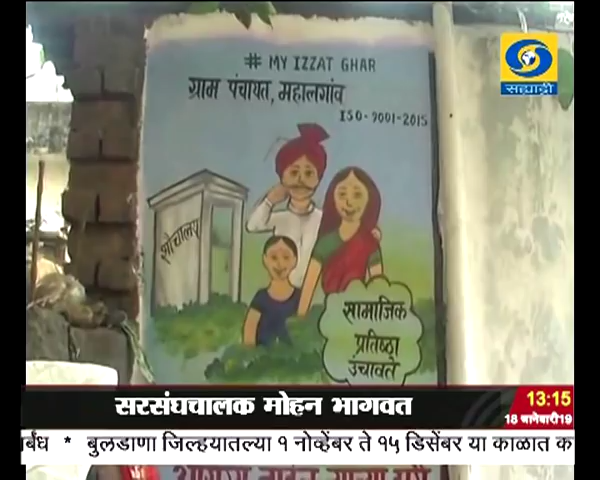 # MY IZZAT GHAR
ग्राम पंचायत, महालगांव
ISO-9001-2015
सह्याद्री
शौचालय
सामाजिक
प्रतिष्ठा
उंचावते
सरसंघचालक मोहन भागवत
13:15
18 जानेवारी19
र्बंध * बुलडाणा जिल्हयातल्या १ नोव्हेंबर ते १५ डिसेंबर या काळात क